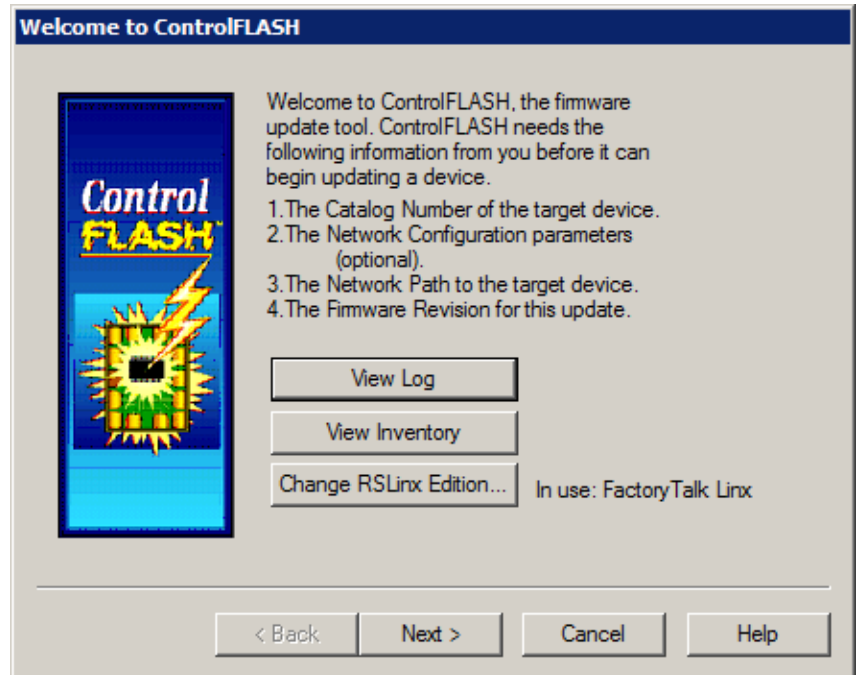 Welcome to ControlFLASH
Control
FLASH
Welcome to ControlFLASH, the firmware
update tool. ControlFLASH needs the
following information from you before it can
begin updating a device.
1.The Catalog Number of the target device.
2.The Network Configuration parameters
(optional).
3.The Network Path to the target device.
4.The Firmware Revision for this update.
View Log
View Inventory
Change RSLinx Edition... In use: FactoryTalk Linx
< Back Next > Cancel Help